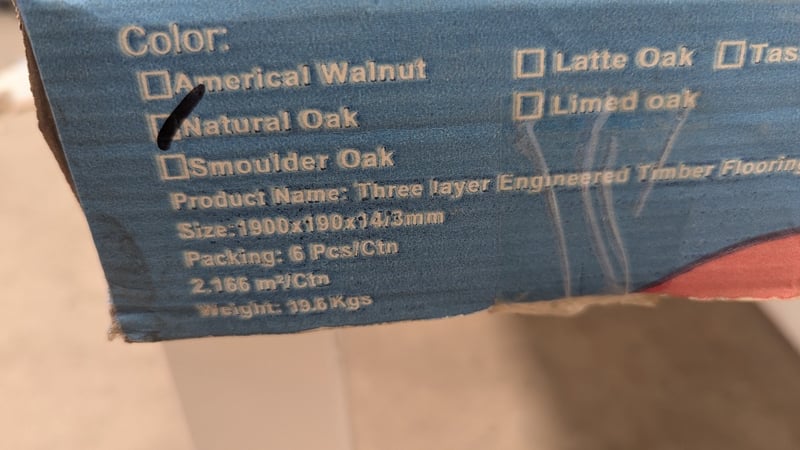 Color:
Americal Walnut
Latte Oak
Tas
Natural Oak
Limed oak
Smoulder Oak
Product Name: Three layer Engineered Timber Flooring
Size:1900x190x14/3mm
Packing: 6 Pcs/Ctn
2.166 m²/Ctn
Weight: 19.6 Kgs